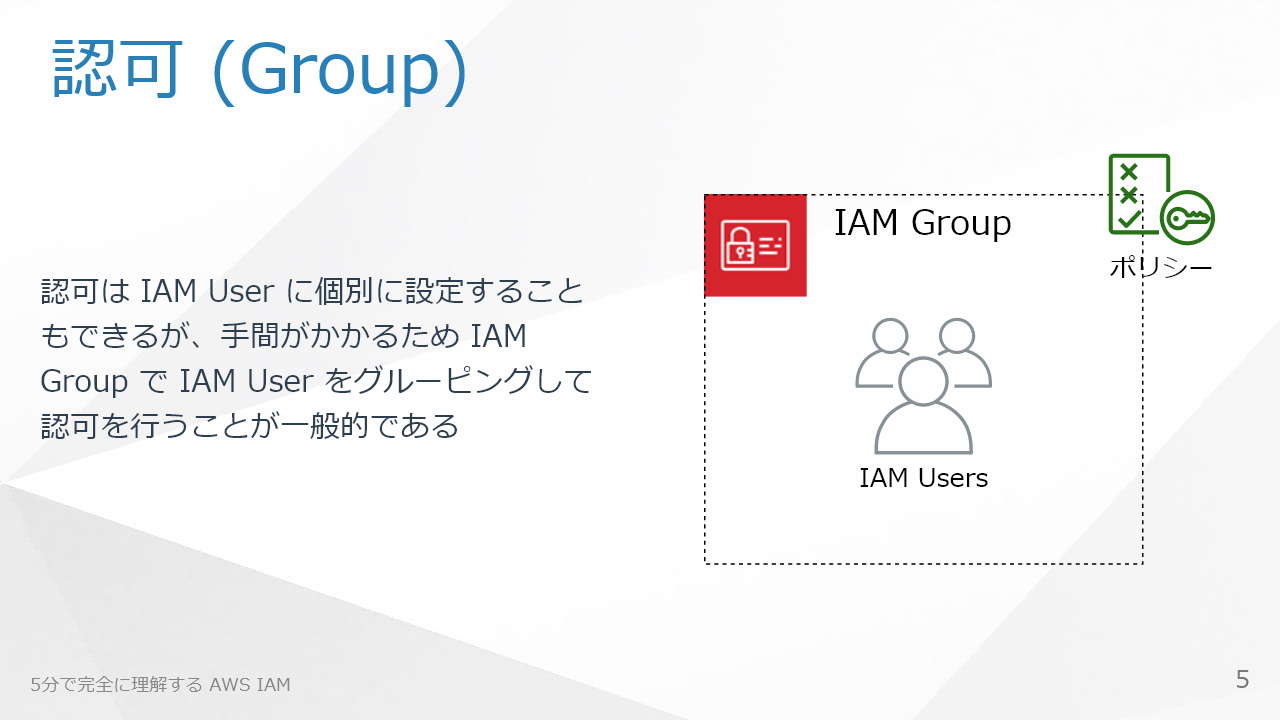 認可 (Group)
認可は IAM User に個別に設定すること
もできるが、手間がかかるため IAM
Group で IAM User をグルーピングして
認可を行うことが一般的である
IAM Group
ポリシー
IAM Users
5分で完全に理解する AWS IAM
5